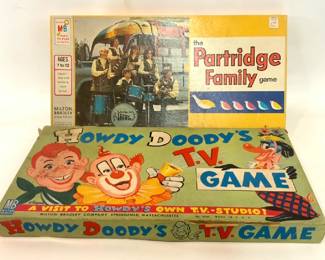 MB
AGES
7 to 12
MILTON
BRADLEY
the
Partridge
Family
game
HOWDY DOODY'S
T.V.
GAME
A VISIT TO HOWDY'S OWN T.V.-STUDIO!
MB
MILTON BRADLEY COMPANY SPRINGFIELD, MASSACHUSETTS
HOWDY DOODY'S T.V. GAME